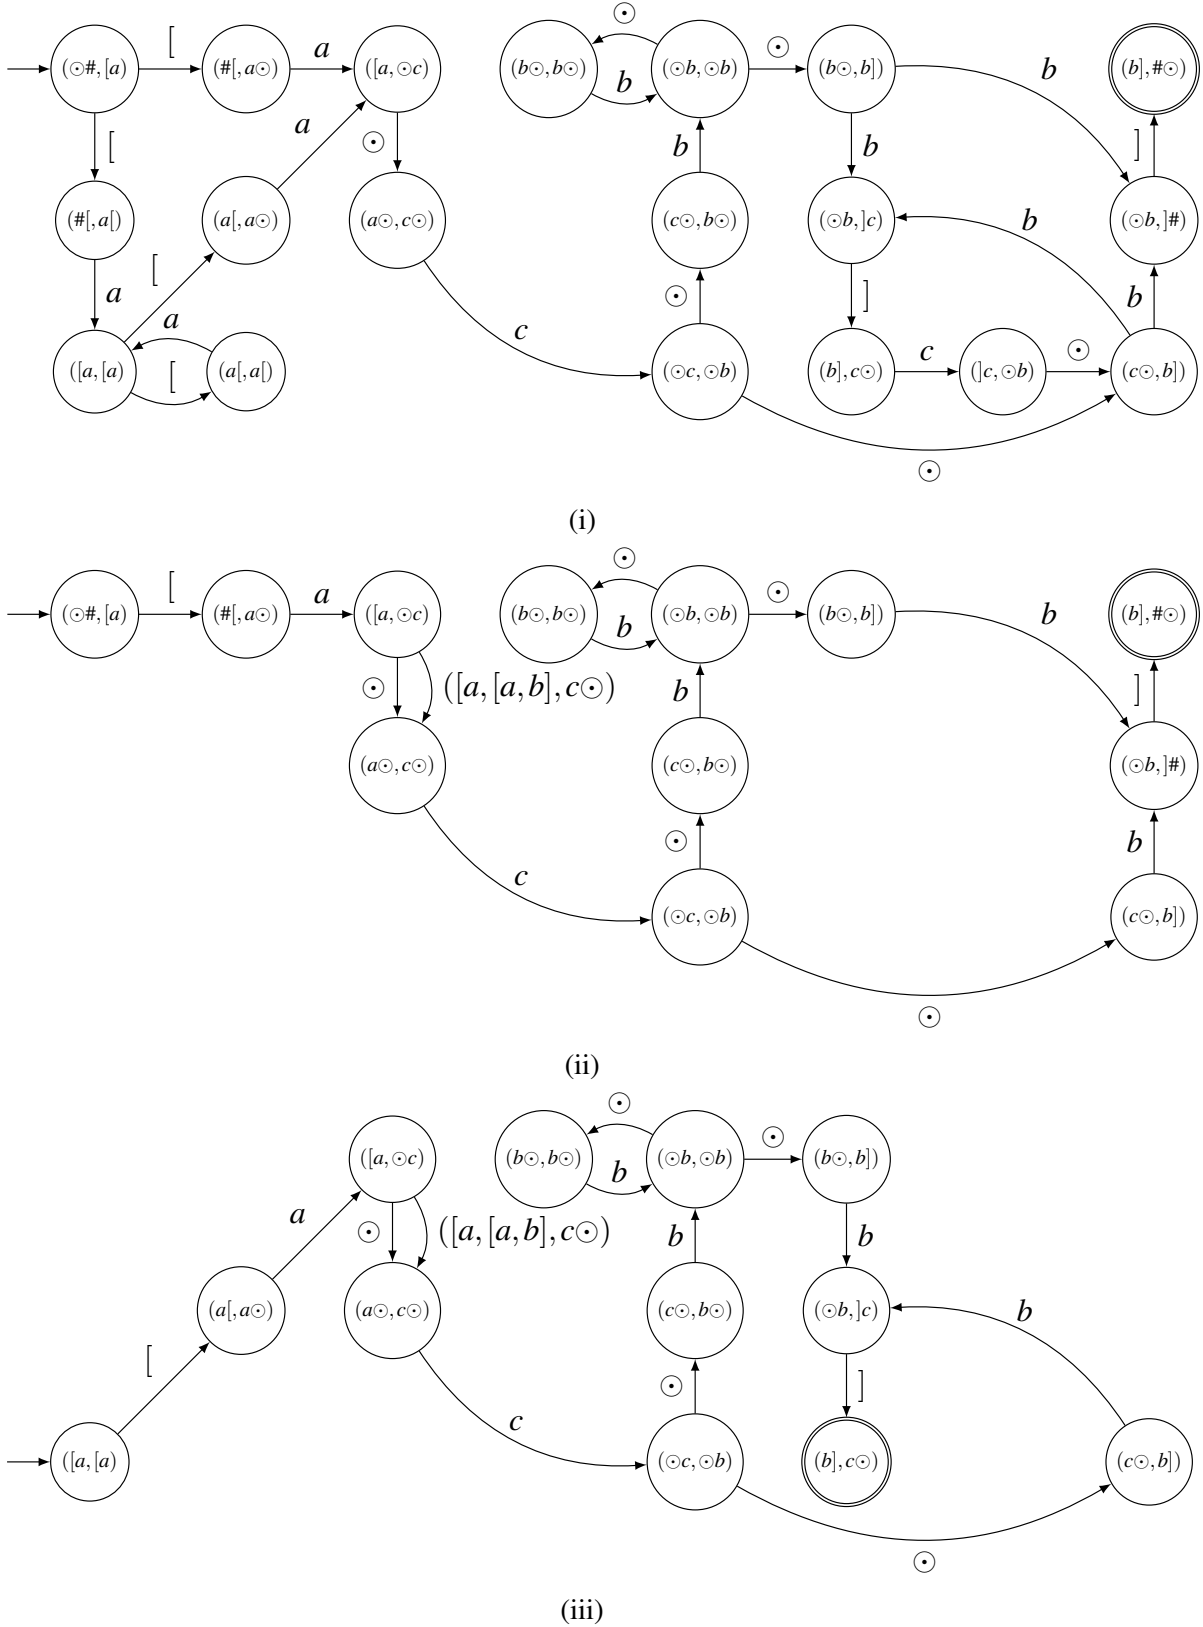 (⊙#, [a) [ (#[, a⊙) a ([a, ⊙c) (b⊙, b⊙) ⊙ b (⊙b, ⊙b) ⊙ (b⊙, b]) b (b], #⊙)
[ a ⊙ b b ]
(#[, a[) (a[, a⊙) (a⊙, c⊙) (c⊙, b⊙) (⊙b, ]c) b (⊙b, ]#)
a [ a c ⊙ ] b
([a, [a) [ (a[, a[) (⊙c, ⊙b) (b], c⊙) c (]c, ⊙b) ⊙ (c⊙, b])
⊙
(i)
(⊙#, [a) [ (#[, a⊙) a ([a, ⊙c) (b⊙, b⊙) ⊙ b (⊙b, ⊙b) ⊙ (b⊙, b]) b (b], #⊙)
⊙ ([a, [a, b], c⊙) b ]
(a⊙, c⊙) (c⊙, b⊙) (⊙b, ]#)
c ⊙ b
(⊙c, ⊙b) (c⊙, b])
⊙
(ii)
([a, ⊙c) (b⊙, b⊙) ⊙ b (⊙b, ⊙b) ⊙ (b⊙, b])
a ⊙ ([a, [a, b], c⊙) b b
(a[, a⊙) (a⊙, c⊙) (c⊙, b⊙) (⊙b, ]c) b
[ c ⊙ ]
([a, [a) (⊙c, ⊙b) (b], c⊙) (c⊙, b])
⊙
(iii)